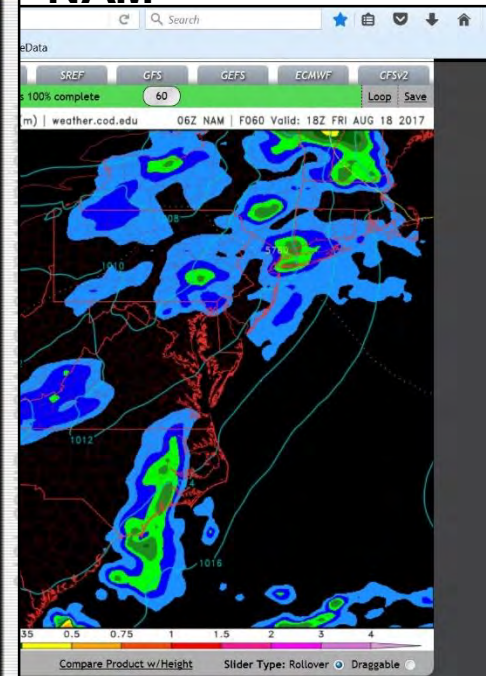 NAM
Search
eData
SREF GFS GEFS ECMWF CFSv2
s 100% complete 60 Loop Save
m) | weather.cod.edu 06Z NAM | F060 Valid: 18Z FRI AUG 18 2017
1010
1012
1016
35 0.5 0.75 1 1.5 2 3 4
Compare Product w/Height Slider Type: Rollover Draggable